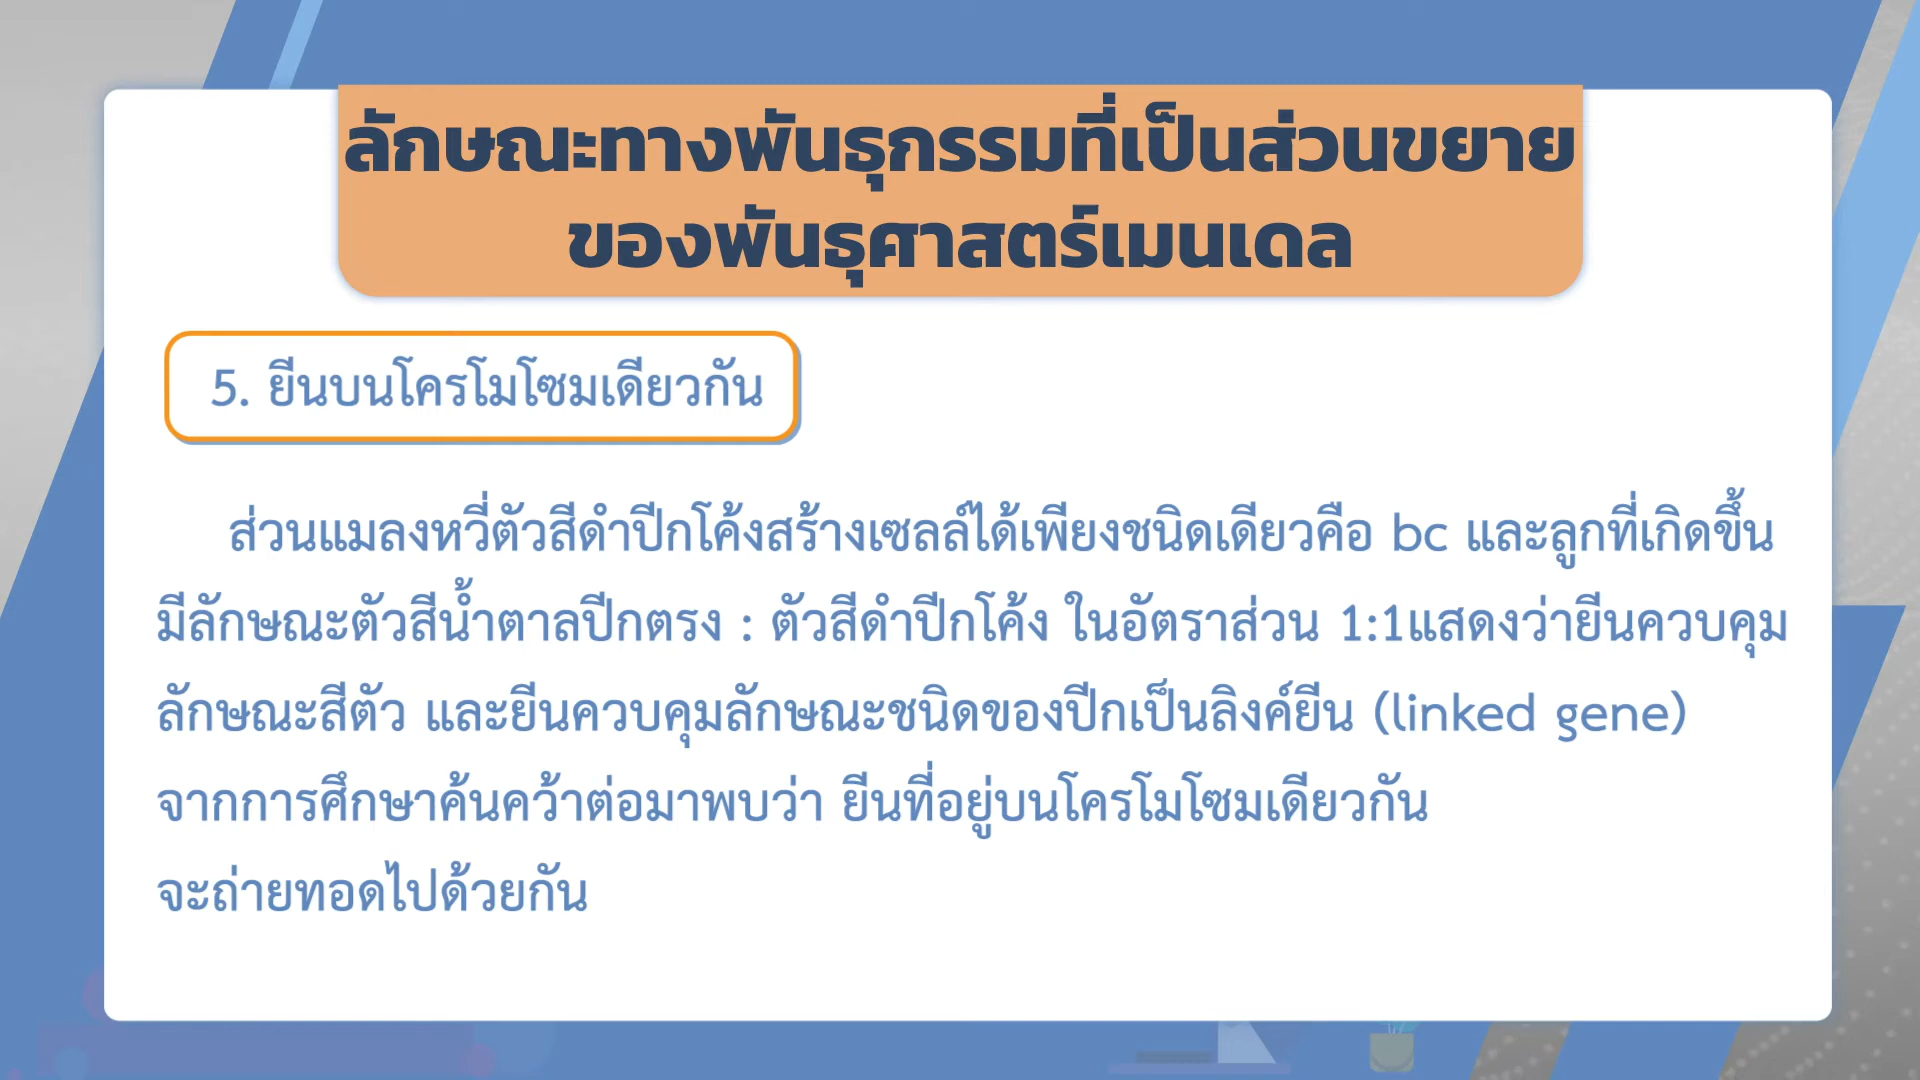 ลักษณะทางพันธุกรรมที่เป็นส่วนขยาย
ของพันธุศาสตร์เมนเดล
5. ยีนบนโครโมโซมเดียวกัน
ส่วนแมลงหวี่ตัวสีดำปีกโค้งสร้างเซลล์ได้เพียงชนิดเดียวคือ bc และลูกที่เกิดขึ้น
มีลักษณะตัวสีน้ำตาลปีกตรง : ตัวสีดำปีกโค้ง ในอัตราส่วน 1:1แสดงว่ายีนควบคุม
ลักษณะสีตัว และยีนควบคุมลักษณะชนิดของปีกเป็นลิงค์ยีน (linked gene)
จากการศึกษาค้นคว้าต่อมาพบว่า ยีนที่อยู่บนโครโมโซมเดียวกัน
จะถ่ายทอดไปด้วยกัน